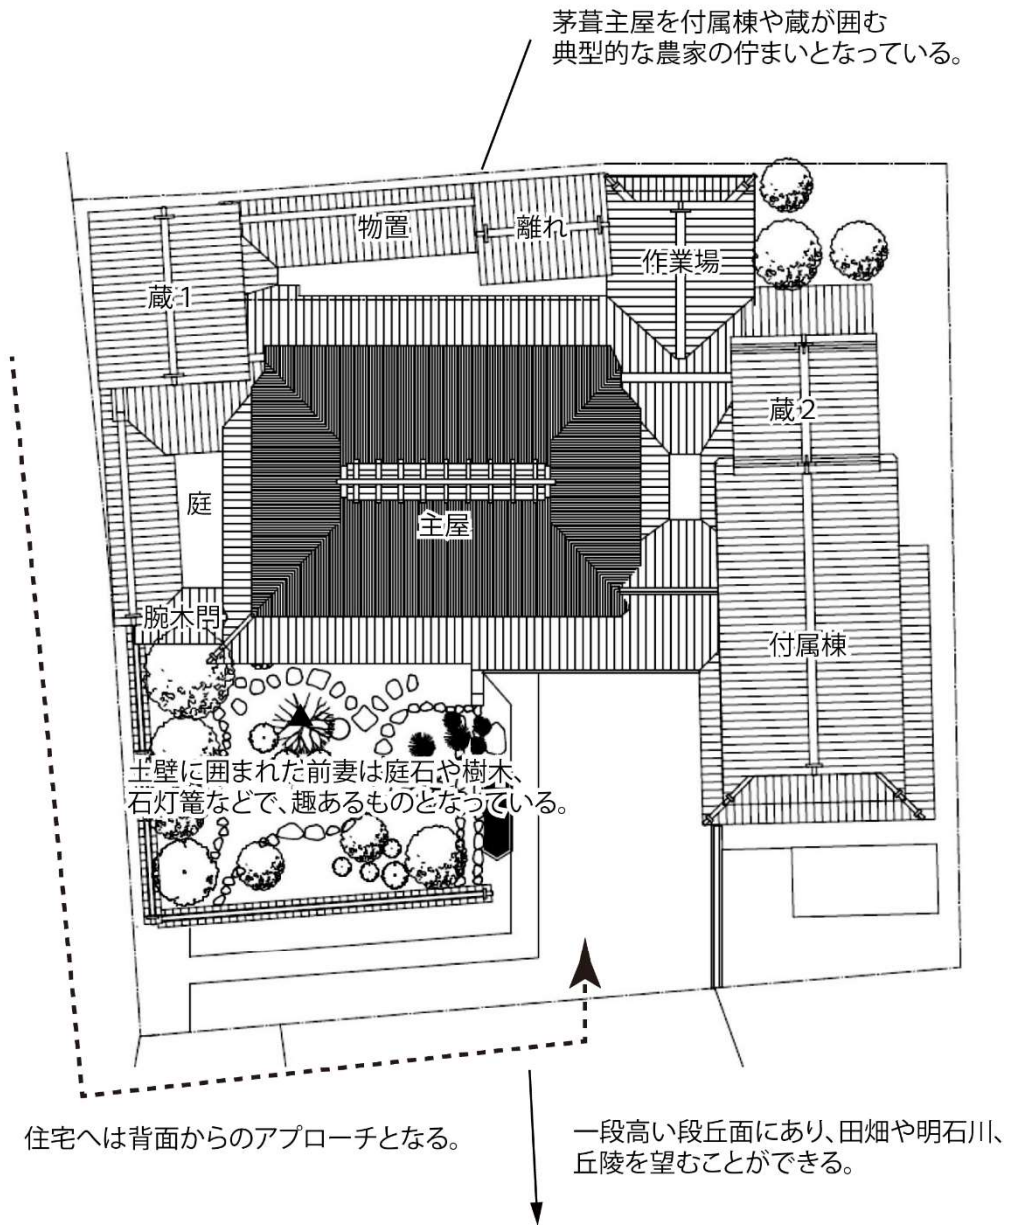 茅葺主屋を付属棟や蔵が囲む
典型的な農家の佇まいとなっている。
物置
離れ
作業場
蔵1
蔵2
庭
主屋
腕木門
付属棟
土壁に囲まれた前妻は庭石や樹木、
石灯篭などで、趣あるものとなっている。
住宅へは背面からのアプローチとなる。
一段高い段丘面にあり、田畑や明石川、
丘陵を望むことができる。